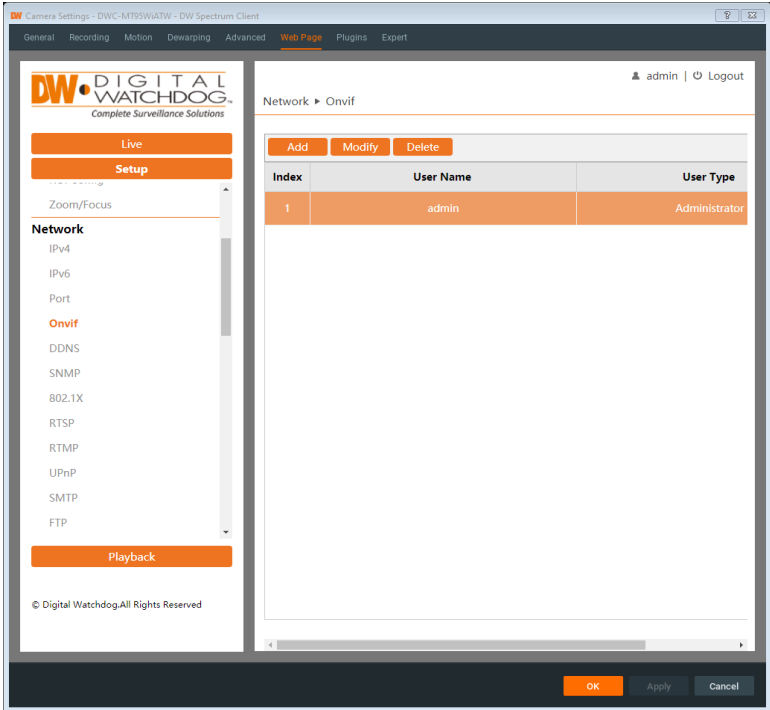 DW Camera Settings - DWC-MT95WiATW - DW Spectrum Client
General Recording Motion Dewarping Advanced Web Page Plugins Expert
DW DIGITAL
WATCHDOG™
Complete Surveillance Solutions
Live
Setup
Zoom/Focus
Network
IPv4
IPv6
Port
Onvif
DDNS
SNMP
802.1X
RTSP
RTMP
UPnP
SMTP
FTP
Playback
© Digital Watchdog.All Rights Reserved
admin | Logout
Network ▸ Onvif
Add Modify Delete
Index User Name User Type
1 admin Administrator
OK Apply Cancel